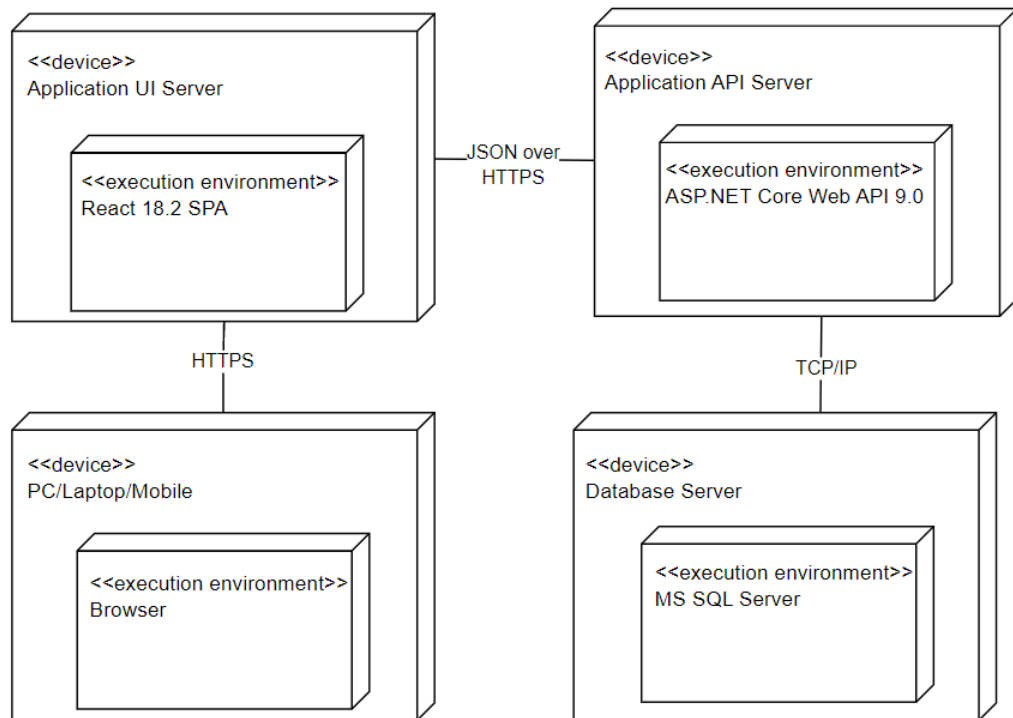 <<device>>
Application UI Server
<<execution environment>>
React 18.2 SPA
JSON over
HTTPS
<<device>>
Application API Server
<<execution environment>>
ASP.NET Core Web API 9.0
HTTPS
TCP/IP
<<device>>
PC/Laptop/Mobile
<<execution environment>>
Browser
<<device>>
Database Server
<<execution environment>>
MS SQL Server